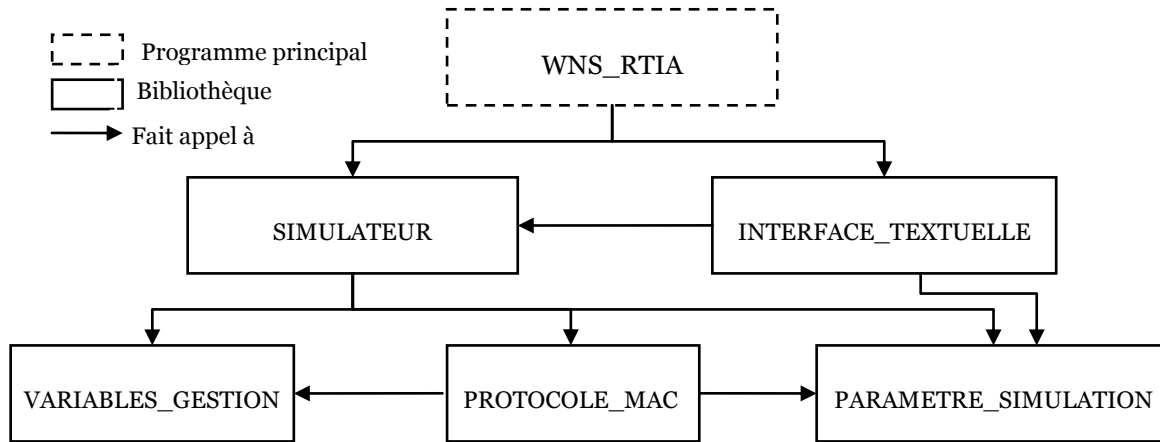 Programme principal
Bibliothèque
Fait appel à
WNS_RTIA
SIMULATEUR
INTERFACE_TEXTUELLE
VARIABLES_GESTION
PROTOCOLE_MAC
PARAMETRE_SIMULATION